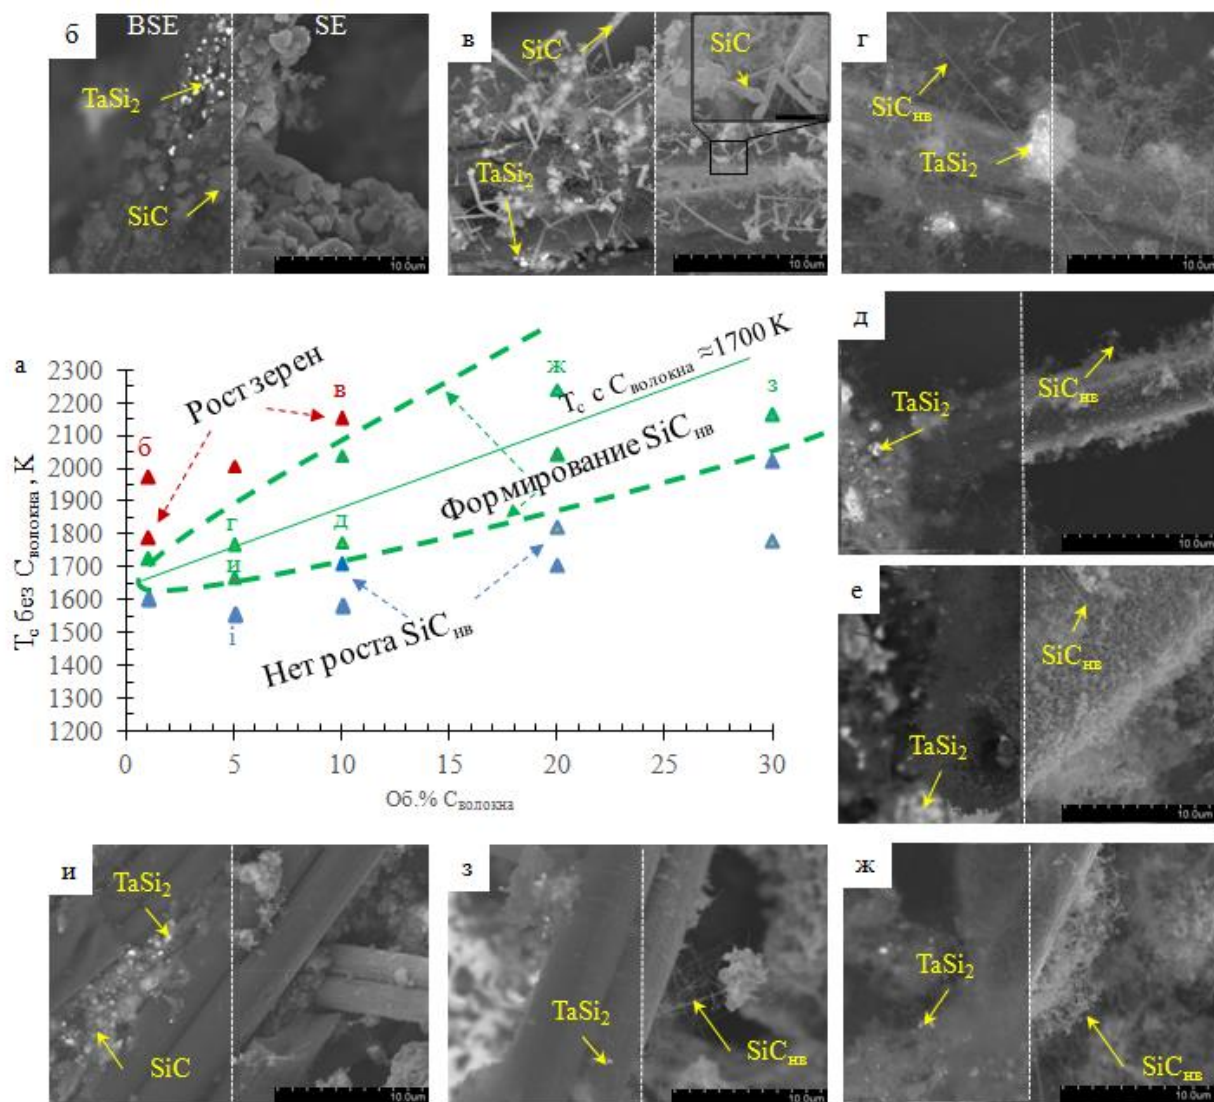 б
BSE
SE
TaSi₂
SiC
10.0um
в
SiC
SiC
TaSi₂
10.0um
г
SiCнв
TaSi₂
10.0um
а
Tс без Cволокна, К
2300
2200
2100
2000
1900
1800
1700
1600
1500
1400
1300
1200
0
5
10
15
20
25
30
Об.% Cволокна
Рост зерен
Tс с Cволокна ≈1700 К
Формирование SiCнв
Нет роста SiCнв
б
в
г
д
ж
з
и
і
д
TaSi₂
SiCнв
10.0um
е
SiCнв
TaSi₂
10.0um
и
TaSi₂
SiC
10.0um
з
TaSi₂
SiCнв
10.0um
ж
TaSi₂
SiCнв
10.0um